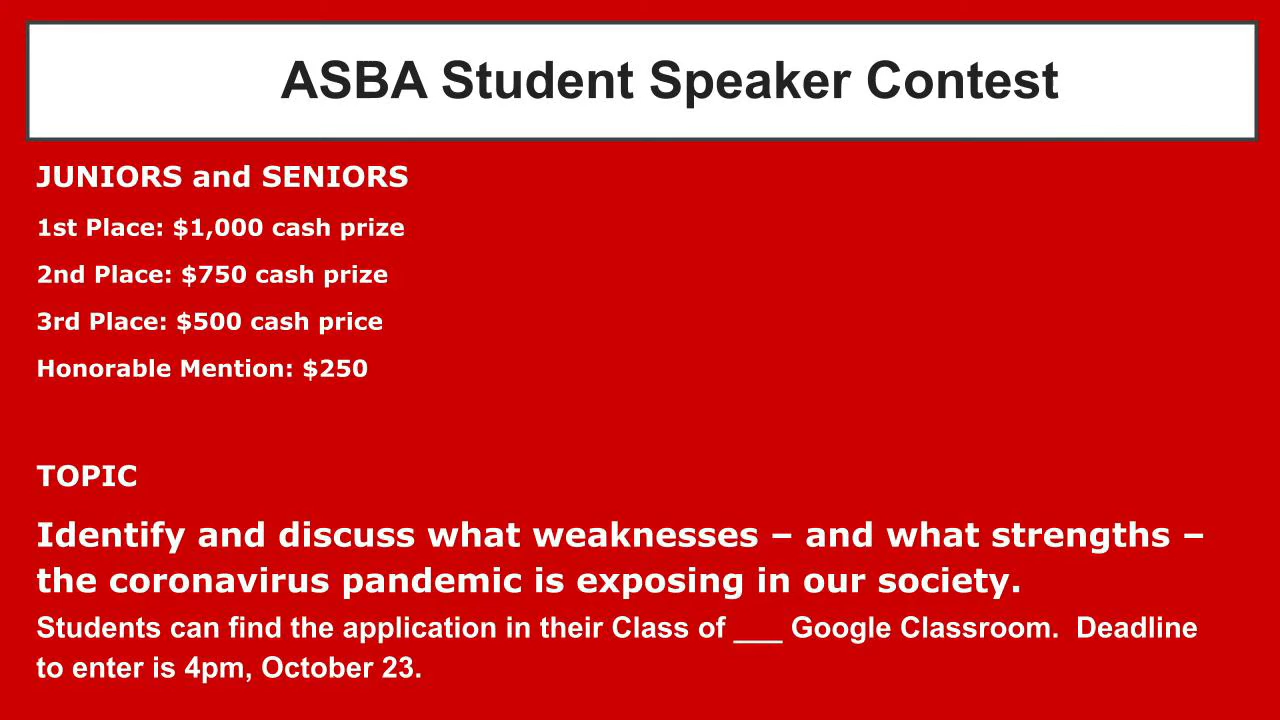 ASBA Student Speaker Contest
JUNIORS and SENIORS
1st Place: $1,000 cash prize
2nd Place: $750 cash prize
3rd Place: $500 cash price
Honorable Mention: $250
TOPIC
Identify and discuss what weaknesses – and what strengths –
the coronavirus pandemic is exposing in our society.
Students can find the application in their Class of ___ Google Classroom.  Deadline
to enter is 4pm, October 23.